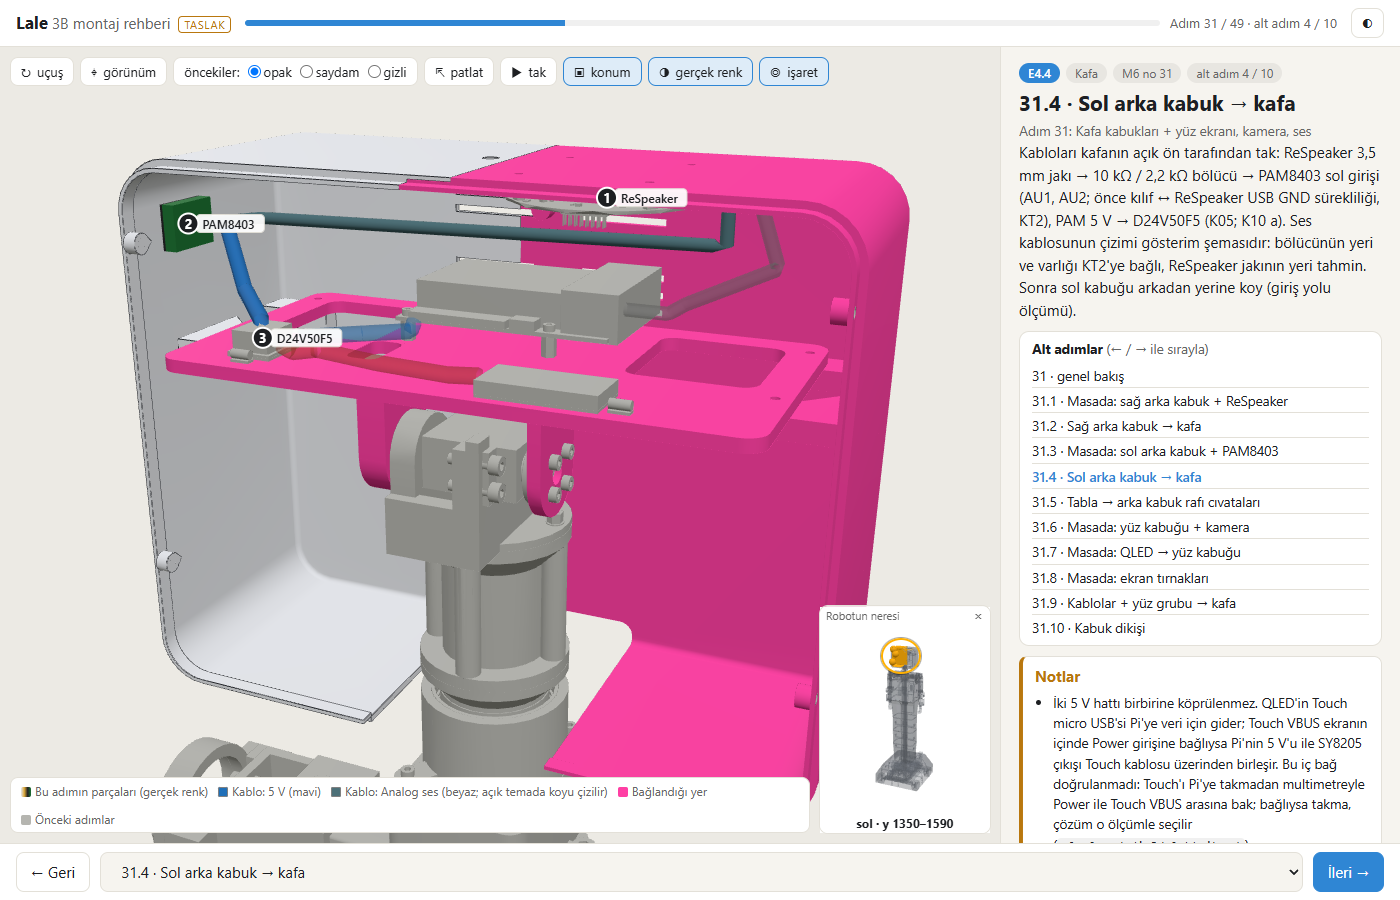 Lale 3B montaj rehberi TASLAK
Adım 31 / 49 · alt adım 4 / 10
↻ uçuş
⌖ görünüm
öncekiler: opak saydam gizli
⇱ patlat
▶ tak
▣ konum
◑ gerçek renk
◎ işaret
1 ReSpeaker
2 PAM8403
3 D24V50F5
Robotun neresi ×
sol · y 1350–1590
Bu adımın parçaları (gerçek renk) Kablo: 5 V (mavi) Kablo: Analog ses (beyaz; açık temada koyu çizilir) Bağlandığı yer
Önceki adımlar
E4.4 Kafa M6 no 31 alt adım 4 / 10
31.4 · Sol arka kabuk → kafa
Adım 31: Kafa kabukları + yüz ekranı, kamera, ses
Kabloları kafanın açık ön tarafından tak: ReSpeaker 3,5
mm jakı → 10 kΩ / 2,2 kΩ bölücü → PAM8403 sol girişi
(AU1, AU2; önce kılıf ↔ ReSpeaker USB GND sürekliliği,
KT2), PAM 5 V → D24V50F5 (K05; K10 a). Ses
kablosunun çizimi gösterim şemasıdır: bölücünün yeri
ve varlığı KT2'ye bağlı, ReSpeaker jakının yeri tahmin.
Sonra sol kabuğu arkadan yerine koy (giriş yolu
ölçümü).
Alt adımlar (← / → ile sırayla)
31 · genel bakış
31.1 · Masada: sağ arka kabuk + ReSpeaker
31.2 · Sağ arka kabuk → kafa
31.3 · Masada: sol arka kabuk + PAM8403
31.4 · Sol arka kabuk → kafa
31.5 · Tabla → arka kabuk rafı cıvataları
31.6 · Masada: yüz kabuğu + kamera
31.7 · Masada: QLED → yüz kabuğu
31.8 · Masada: ekran tırnakları
31.9 · Kablolar + yüz grubu → kafa
31.10 · Kabuk dikişi
Notlar
• İki 5 V hattı birbirine köprülenmez. QLED'in Touch
micro USB'si Pi'ye veri için gider; Touch VBUS ekranın
içinde Power girişine bağlıysa Pi'nin 5 V'u ile SY8205
çıkışı Touch kablosu üzerinden birleşir. Bu iç bağ
doğrulanmadı: Touch'ı Pi'ye takmadan multimetreyle
Power ile Touch VBUS arasına bak; bağlıysa takma,
çözüm o ölçümle seçilir
← Geri
31.4 · Sol arka kabuk → kafa
İleri →